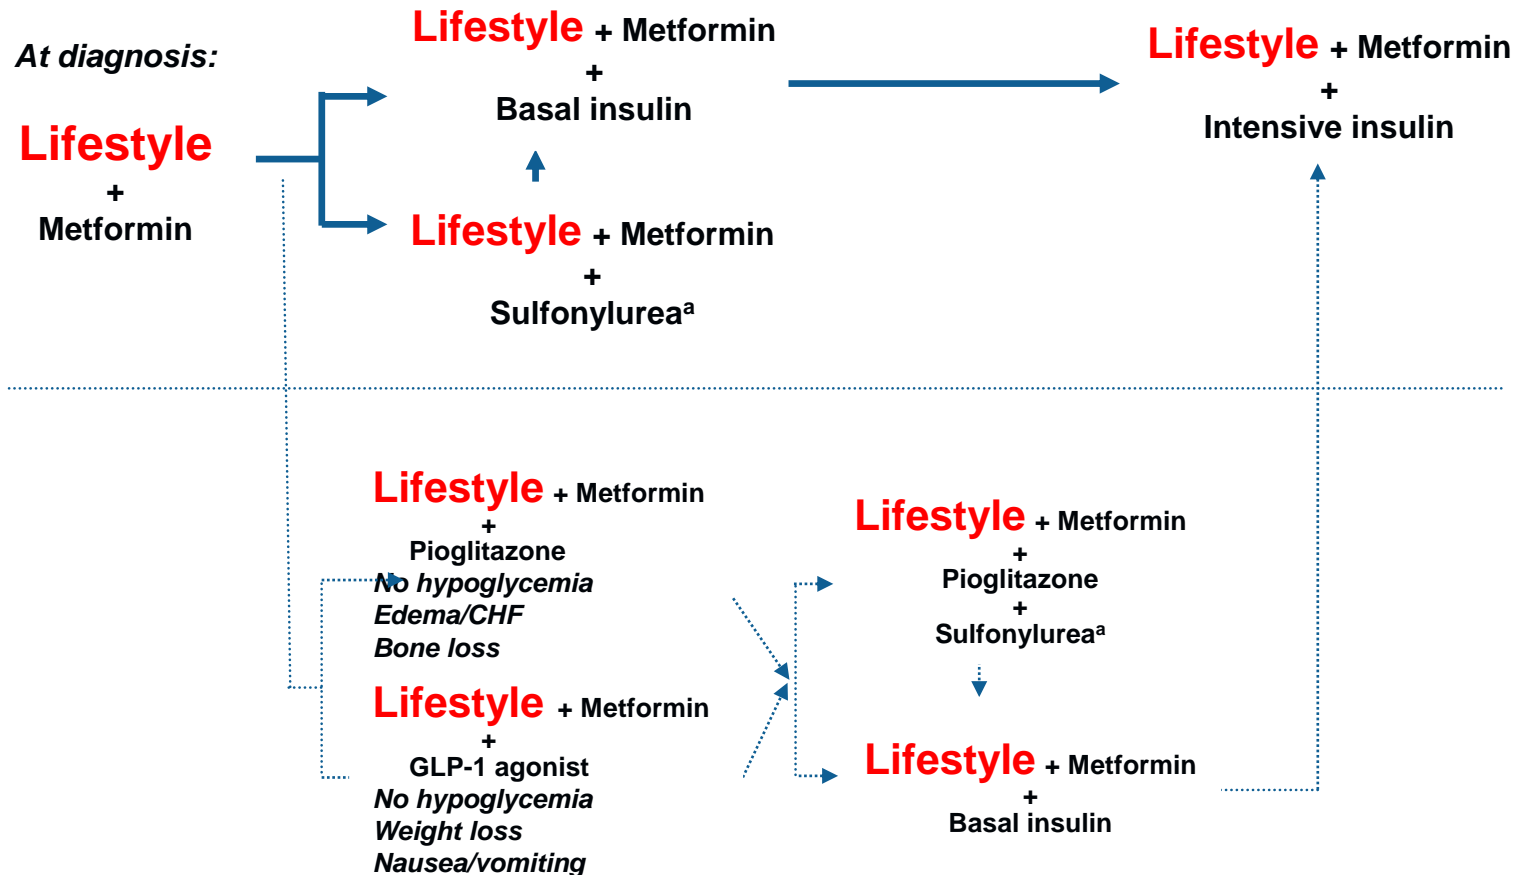 At diagnosis:
Lifestyle
+
Metformin
Lifestyle + Metformin
+
Basal insulin
Lifestyle + Metformin
+
Sulfonylureaᵃ
Lifestyle + Metformin
+
Intensive insulin
Lifestyle + Metformin
+
Pioglitazone
No hypoglycemia
Edema/CHF
Bone loss
Lifestyle + Metformin
+
GLP-1 agonist
No hypoglycemia
Weight loss
Nausea/vomiting
Lifestyle + Metformin
+
Pioglitazone
+
Sulfonylureaᵃ
Lifestyle + Metformin
+
Basal insulin